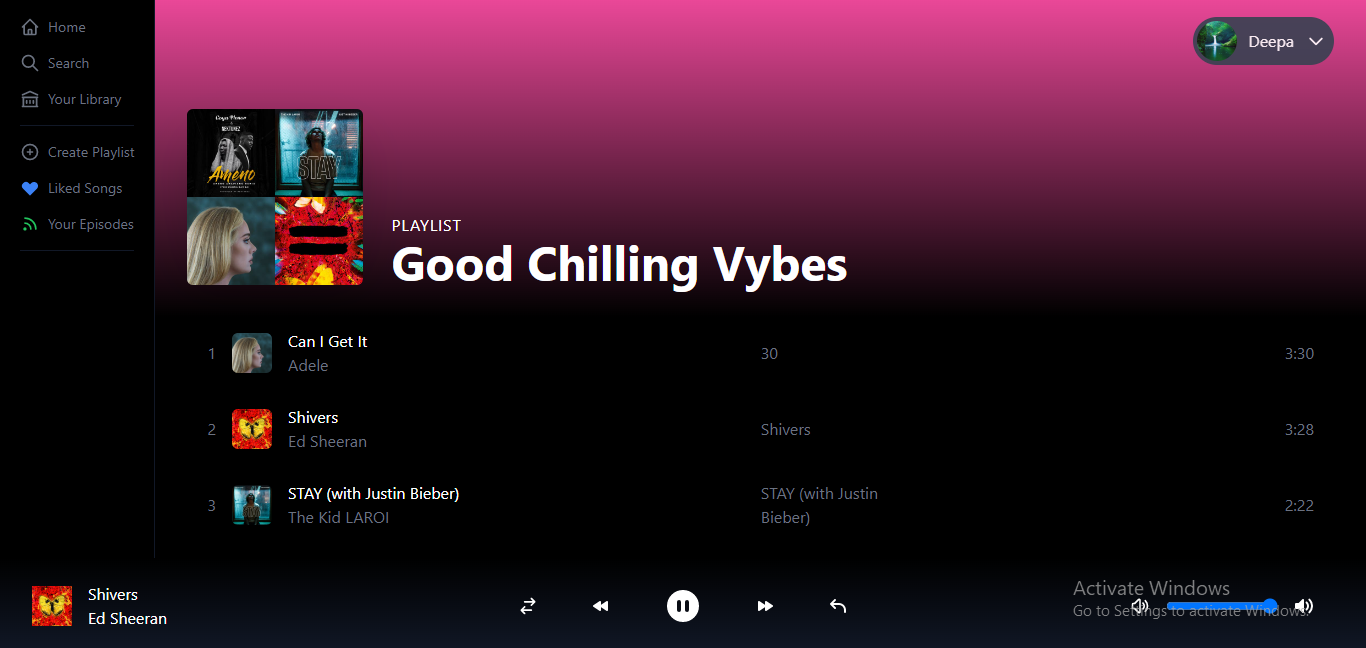 Home
Search
Your Library
Create Playlist
Liked Songs
Your Episodes
Deepa
Ameno
STAY
PLAYLIST
Good Chilling Vybes
1
Can I Get It
Adele
30
3:30
2
Shivers
Ed Sheeran
Shivers
3:28
3
STAY (with Justin Bieber)
The Kid LAROI
STAY (with Justin
Bieber)
2:22
Shivers
Ed Sheeran
Activate Windows
Go to Settings to activate Windows.